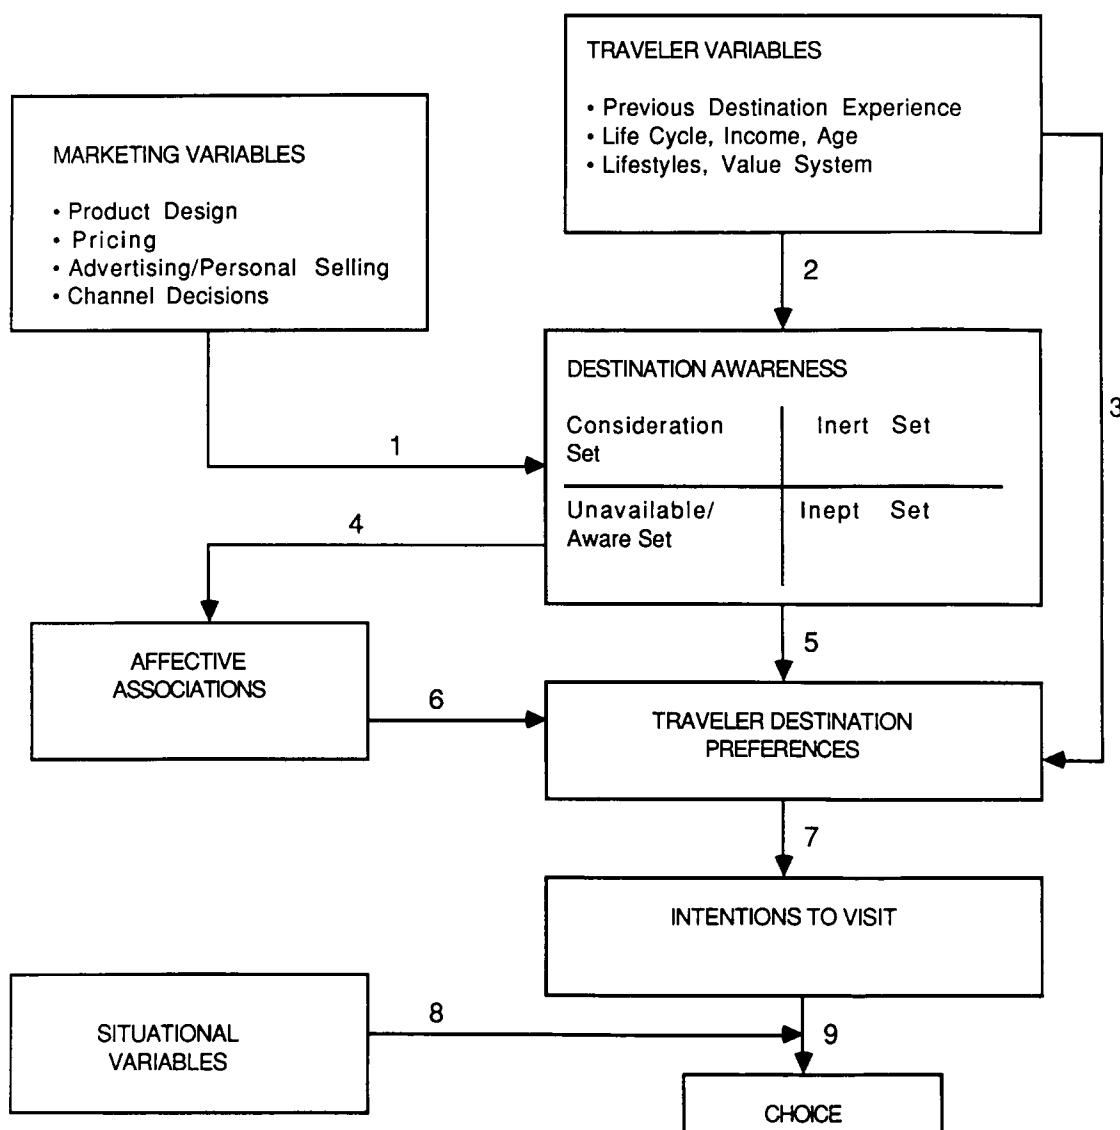 TRAVELER VARIABLES
• Previous Destination Experience
• Life Cycle, Income, Age
• Lifestyles, Value System
MARKETING VARIABLES
• Product Design
• Pricing
• Advertising/Personal Selling
• Channel Decisions
2
3
DESTINATION AWARENESS
Consideration
Set
Inert Set
Unavailable/
Aware Set
Inept Set
1
4
5
AFFECTIVE
ASSOCIATIONS
6
TRAVELER DESTINATION
PREFERENCES
7
INTENTIONS TO VISIT
SITUATIONAL
VARIABLES
8
9
CHOICE